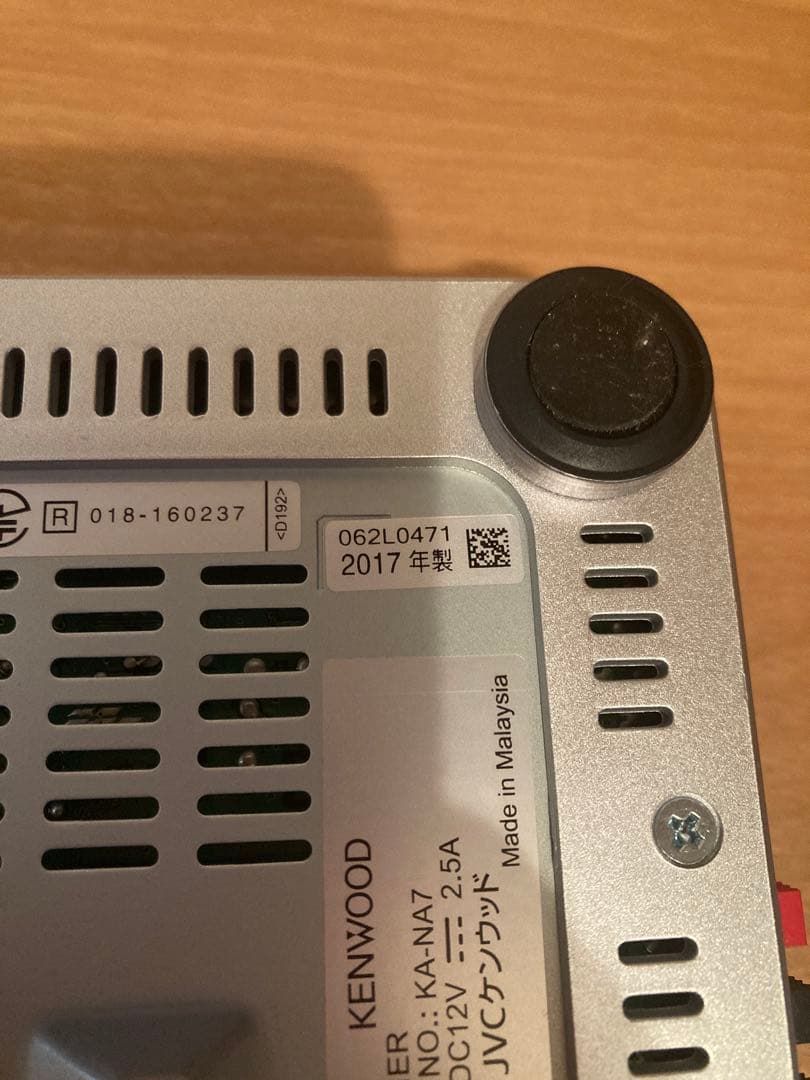 R 018-160237
<D192>
062L0471
2017 年製
KENWOOD
ER
NO.: KA-NA7
DC12V 2.5A
JVCケンウッド
Made in Malaysia